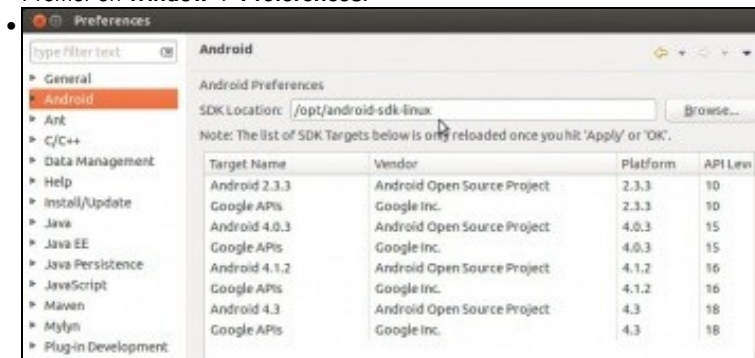 Preferences
type filter text
Android
General
Android
Ant
C/C++
Data Management
Help
Install/Update
Java
Java EE
Java Persistence
JavaScript
Maven
Mylyn
Plug-in Development
Android Preferences
SDK Location: /opt/android-sdk-linux Browse...
Note: The list of SDK Targets below is only reloaded once you hit 'Apply' or 'OK'.
Target Name Vendor Platform API
Android 2.3.3 Android Open Source Project 2.3.3 10
Google APIs Google Inc. 2.3.3 10
Android 4.0.3 Android Open Source Project 4.0.3 15
Google APIs Google Inc. 4.0.3 15
Android 4.1.2 Android Open Source Project 4.1.2 16
Google APIs Google Inc. 4.1.2 16
Android 4.3 Android Open Source Project 4.3 18
Google APIs Google Inc. 4.3 18